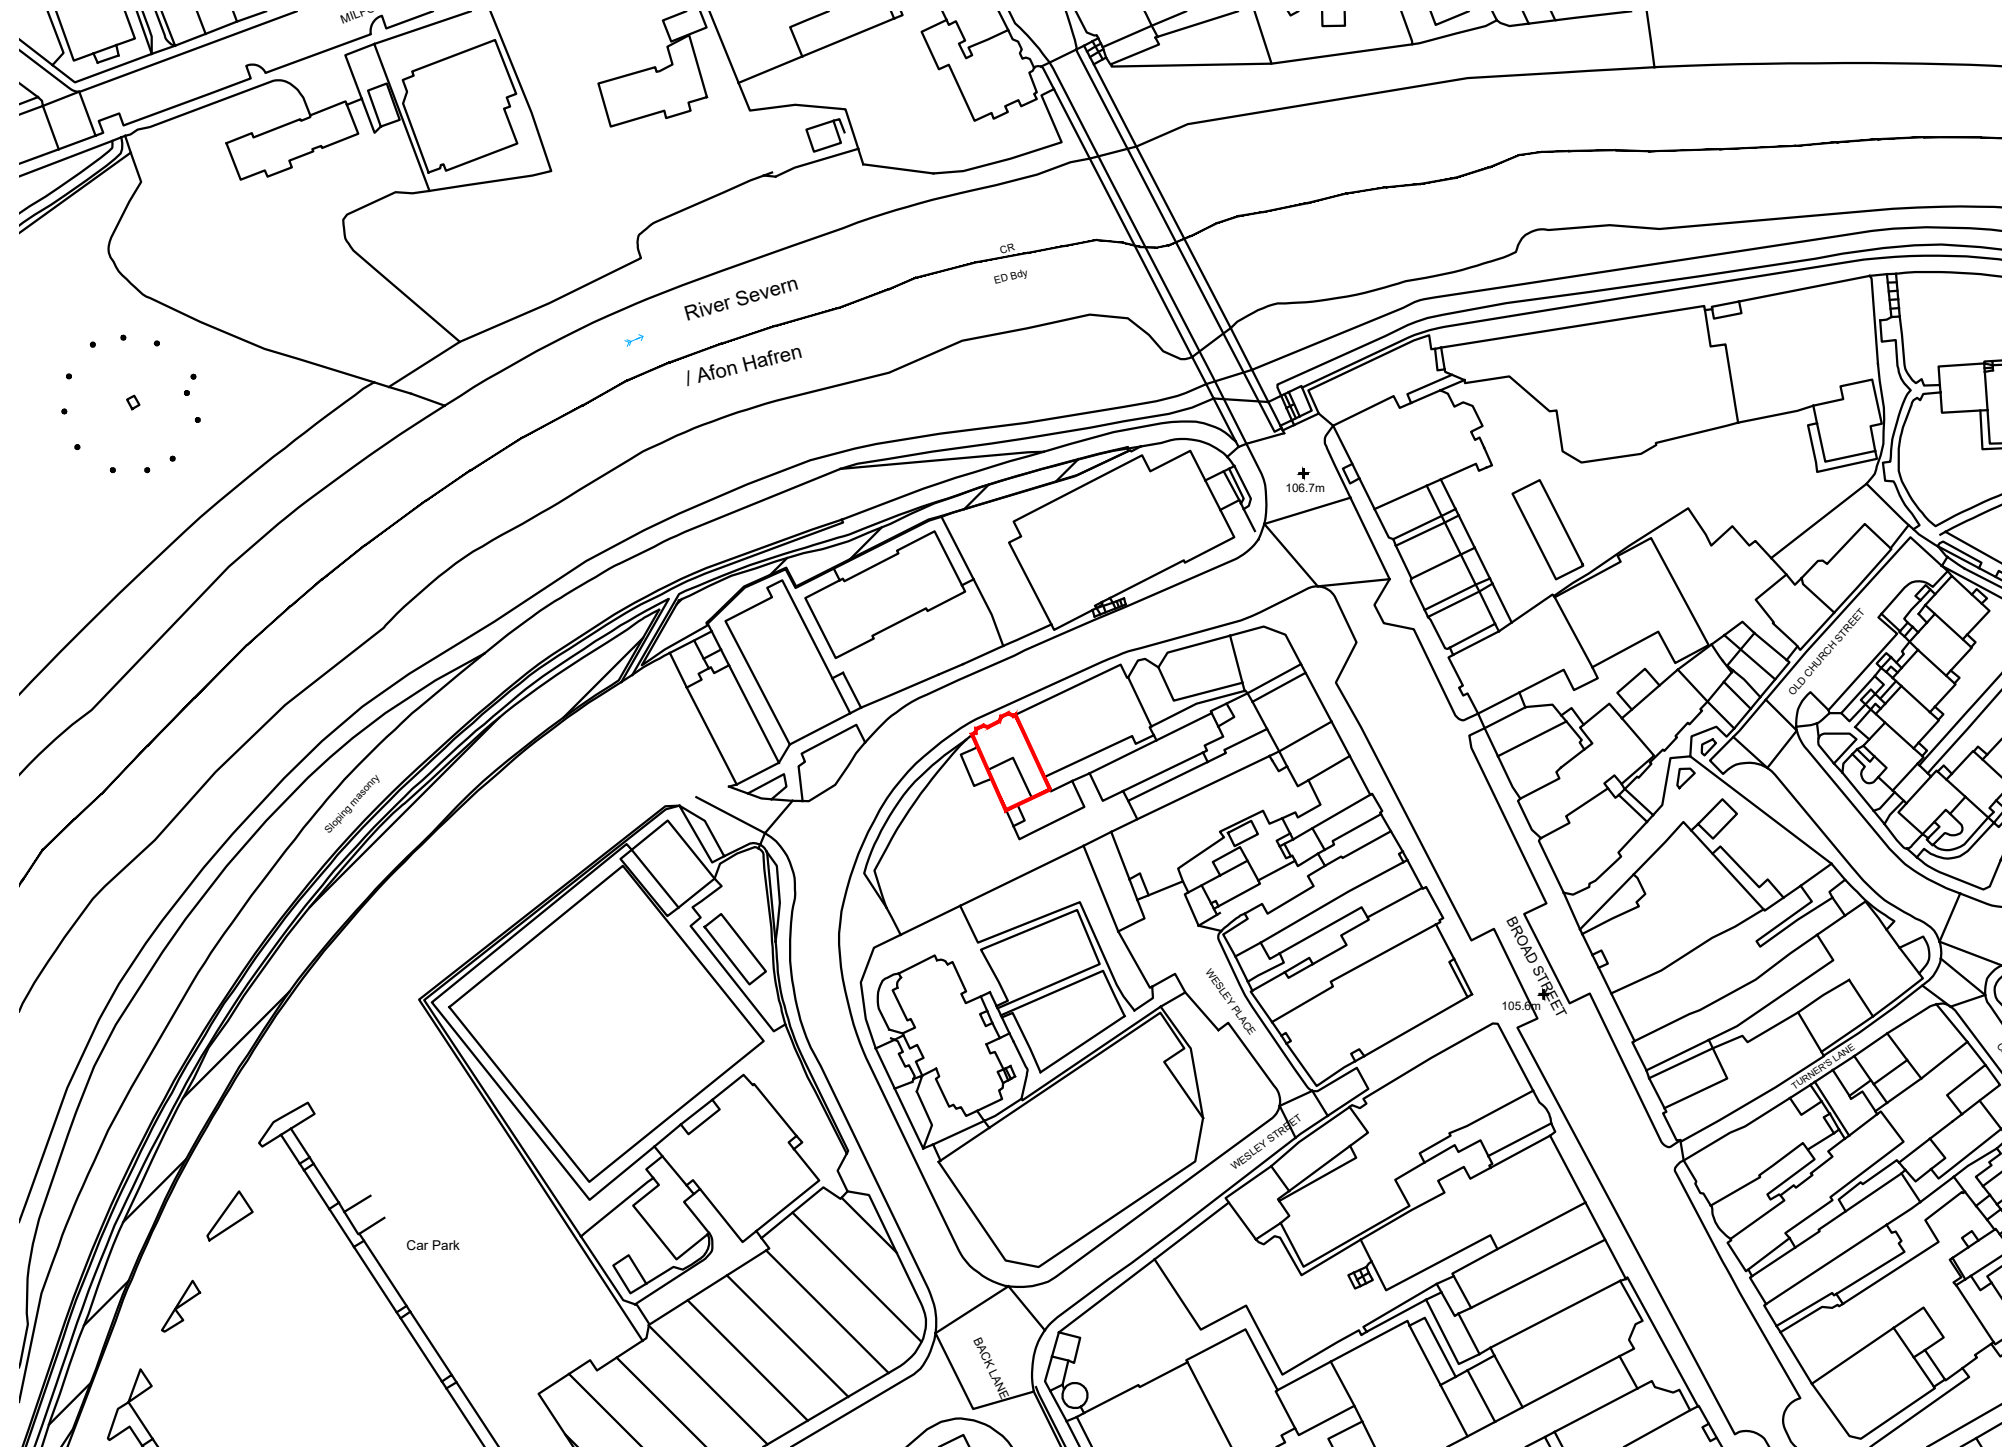 CR
River Severn
ED Bdy
/ Afon Hafren
106.7m
OLD CHURCH STREET
Sloping masonry
BROAD STREET
105.6m
WESLEY PLACE
TURNER'S LANE
WESLEY STREET
Car Park
BACK LANE